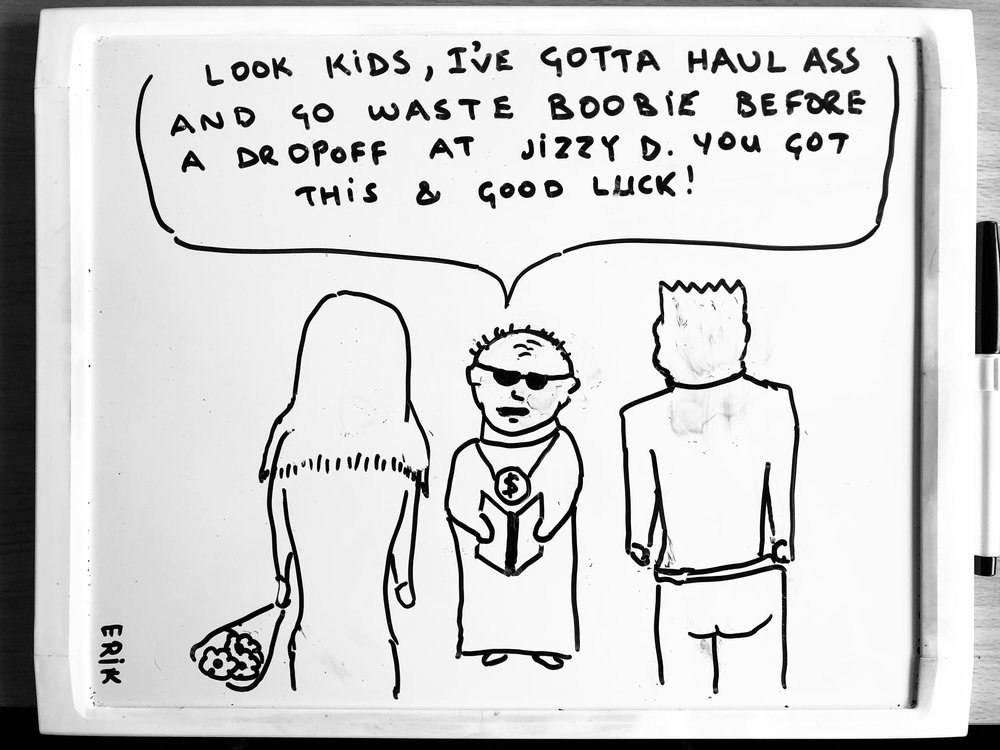 LOOK KiDS, I'VE GOTTA HAUL ASS
AND GO WASTE BOOBIE BEFORE
A DROPOFF AT JiZZY D. YOU GOT
THiS & GOOD LUCK!
$
ERiK